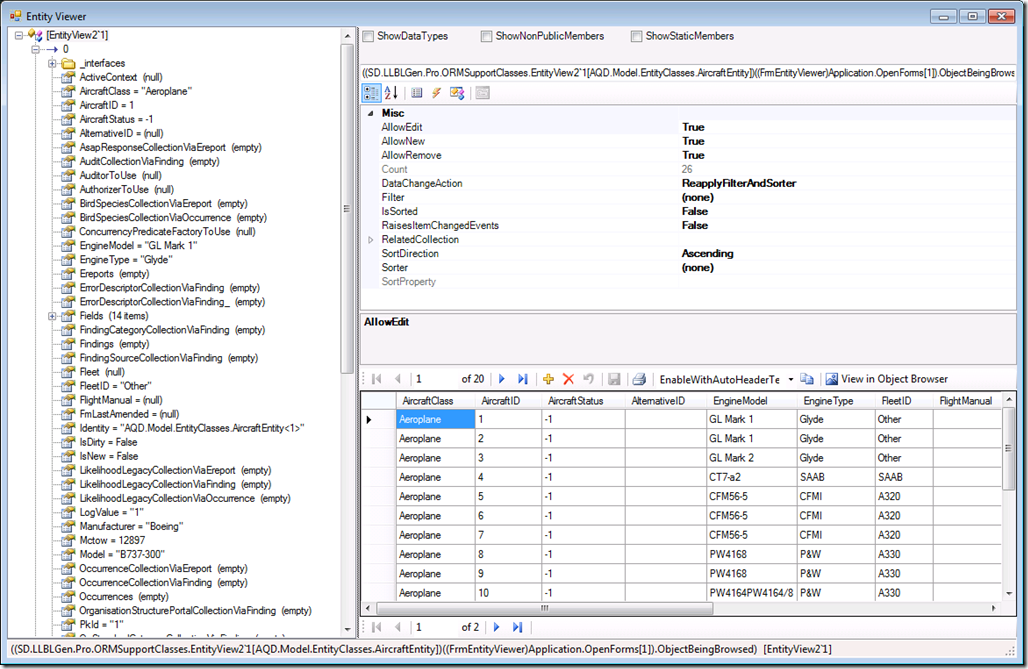 Entity Viewer
[EntityView2`1]
0
_interfaces
ActiveContext (null)
AircraftClass = "Aeroplane"
AircraftID = 1
AircraftStatus = -1
AlternativeID = (null)
AsapResponseCollectionViaEreport (empty)
AuditCollectionViaFinding (empty)
AuditorToUse (null)
AuthorizerToUse (null)
BirdSpeciesCollectionViaEreport (empty)
BirdSpeciesCollectionViaOccurrence (empty)
ConcurrencyPredicateFactoryToUse (null)
EngineModel = "GL Mark 1"
EngineType = "Glyde"
Ereports (empty)
ErrorDescriptorCollectionViaFinding (empty)
ErrorDescriptorCollectionViaFinding_ (empty)
Fields (14 items)
FindingCategoryCollectionViaFinding (empty)
Findings (empty)
FindingSourceCollectionViaFinding (empty)
Fleet (null)
FleetID = "Other"
FlightManual = (null)
FmLastAmended = (null)
Identity = "AQD.Model.EntityClasses.AircraftEntity<1>"
IsDirty = False
IsNew = False
LikelihoodLegacyCollectionViaEreport (empty)
LikelihoodLegacyCollectionViaFinding (empty)
LikelihoodLegacyCollectionViaOccurrence (empty)
LogValue = "1"
Manufacturer = "Boeing"
Mctow = 12897
Model = "B737-300"
OccurrenceCollectionViaEreport (empty)
OccurrenceCollectionViaFinding (empty)
Occurrences (empty)
OrganisationStructurePortalCollectionViaFinding (empty)
PkId = "1"
ShowDataTypes ShowNonPublicMembers ShowStaticMembers
((SD.LLBLGen.Pro.ORMSupportClasses.EntityView2`1[AQD.Model.EntityClasses.AircraftEntity])((FrmEntityViewer)Application.OpenForms[1]).ObjectBeingBrows
Misc
AllowEdit True
AllowNew True
AllowRemove True
Count 26
DataChangeAction ReapplyFilterAndSorter
Filter (none)
IsSorted False
RaisesItemChangedEvents False
RelatedCollection
SortDirection Ascending
Sorter (none)
SortProperty
AllowEdit
1 of 20 EnableWithAutoHeaderTe View in Object Browser
AircraftClass AircraftID AircraftStatus AlternativeID EngineModel EngineType FleetID FlightManual
Aeroplane 1 -1 GL Mark 1 Glyde Other
Aeroplane 2 -1 GL Mark 1 Glyde Other
Aeroplane 3 -1 GL Mark 2 Glyde Other
Aeroplane 4 -1 CT7-a2 SAAB SAAB
Aeroplane 5 -1 CFM56-5 CFMI A320
Aeroplane 6 -1 CFM56-5 CFMI A320
Aeroplane 7 -1 CFM56-5 CFMI A320
Aeroplane 8 -1 PW4168 P&W A330
Aeroplane 9 -1 PW4168 P&W A330
Aeroplane 10 -1 PW4164PW4164/8 P&W A330
1 of 2
((SD.LLBLGen.Pro.ORMSupportClasses.EntityView2`1[AQD.Model.EntityClasses.AircraftEntity])((FrmEntityViewer)Application.OpenForms[1]).ObjectBeingBrowsed) [EntityView2`1]